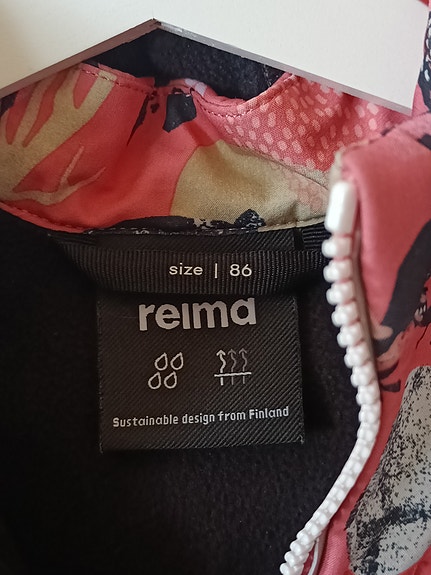 size | 86
reima
Sustainable design from Finland